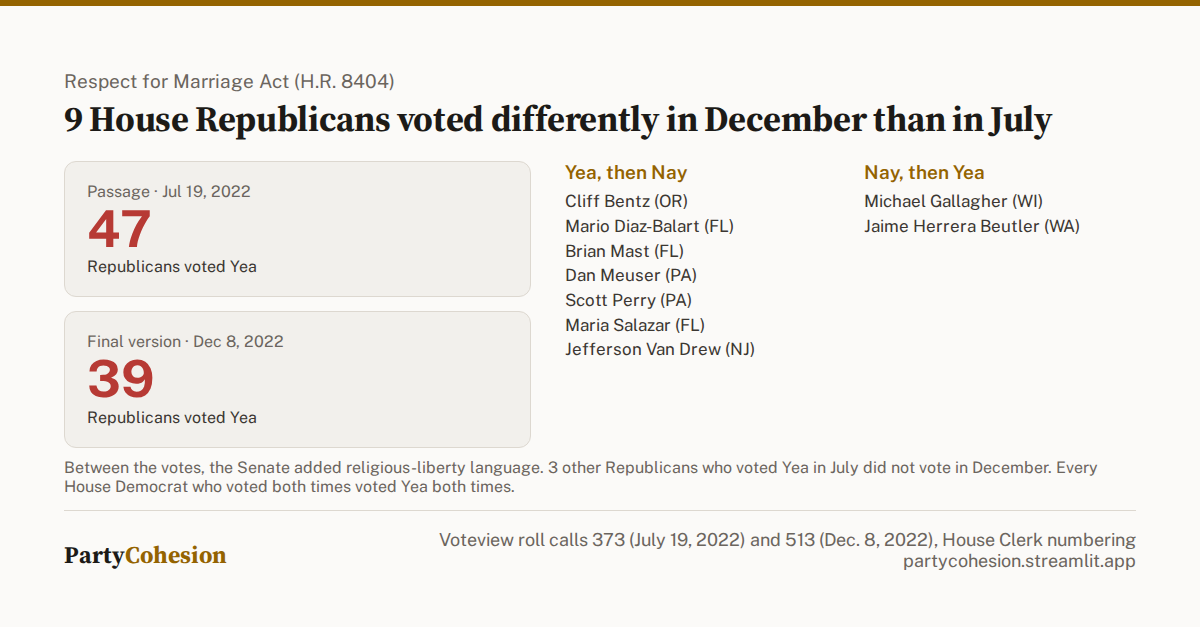 Respect for Marriage Act (H.R. 8404)
9 House Republicans voted differently in December than in July
Passage · Jul 19, 2022
47
Republicans voted Yea
Final version · Dec 8, 2022
39
Republicans voted Yea
Yea, then Nay
Cliff Bentz (OR)
Mario Diaz-Balart (FL)
Brian Mast (FL)
Dan Meuser (PA)
Scott Perry (PA)
Maria Salazar (FL)
Jefferson Van Drew (NJ)
Nay, then Yea
Michael Gallagher (WI)
Jaime Herrera Beutler (WA)
Between the votes, the Senate added religious-liberty language. 3 other Republicans who voted Yea in July did not vote in December. Every
House Democrat who voted both times voted Yea both times.
PartyCohesion
Voteview roll calls 373 (July 19, 2022) and 513 (Dec. 8, 2022), House Clerk numbering
partycohesion.streamlit.app